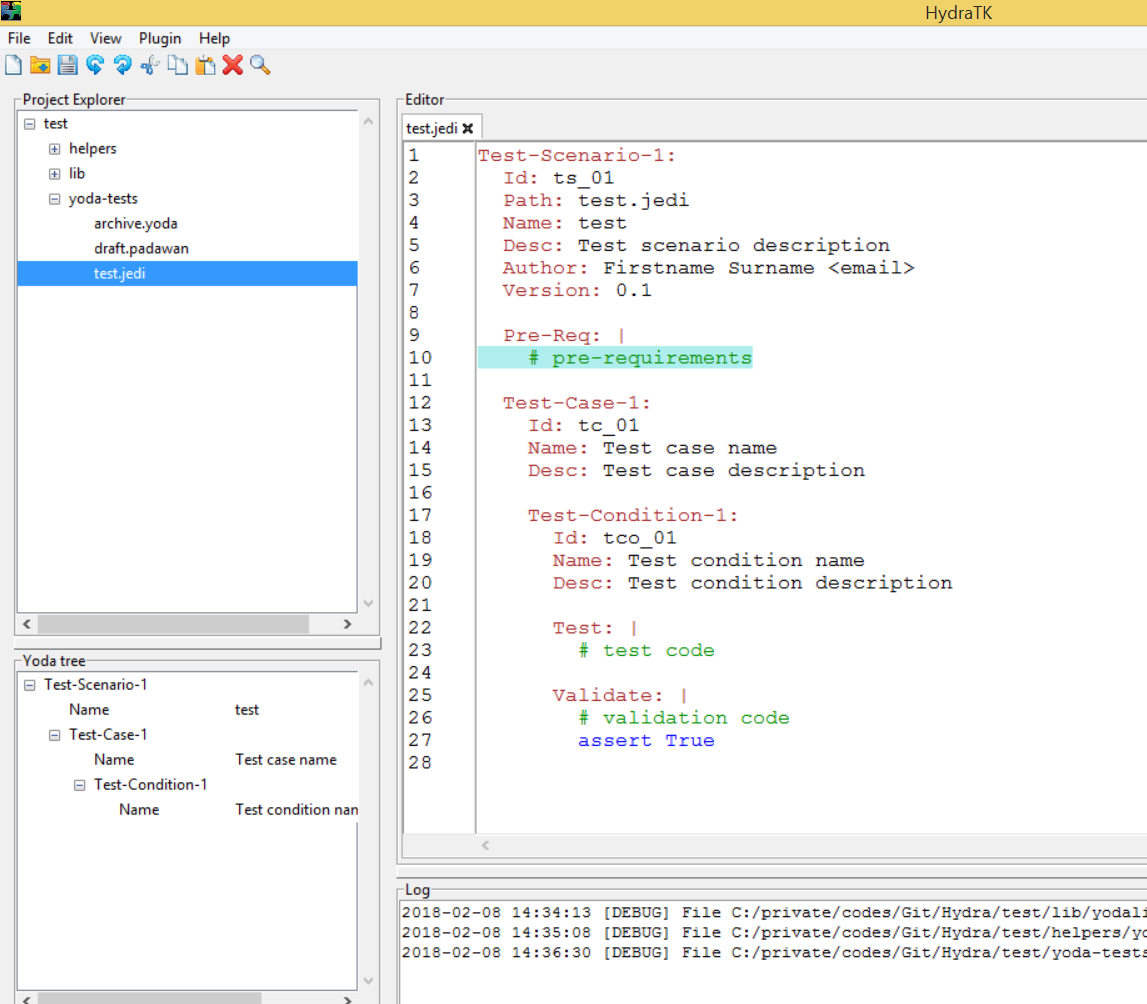 HydraTK
File Edit View Plugin Help
Project Explorer
test
helpers
lib
yoda-tests
archive.yoda
draft.padawan
test.jedi
Yoda tree
Test-Scenario-1
Name test
Test-Case-1
Name Test case name
Test-Condition-1
Name Test condition nan
Editor
test.jedi
1 Test-Scenario-1:
2 Id: ts_01
3 Path: test.jedi
4 Name: test
5 Desc: Test scenario description
6 Author: Firstname Surname <email>
7 Version: 0.1
8
9 Pre-Req: |
10 # pre-requirements
11
12 Test-Case-1:
13 Id: tc_01
14 Name: Test case name
15 Desc: Test case description
16
17 Test-Condition-1:
18 Id: tco_01
19 Name: Test condition name
20 Desc: Test condition description
21
22 Test: |
23 # test code
24
25 Validate: |
26 # validation code
27 assert True
28
Log
2018-02-08 14:34:13 [DEBUG] File C:/private/codes/Git/Hydra/test/lib/yodali
2018-02-08 14:35:08 [DEBUG] File C:/private/codes/Git/Hydra/test/helpers/yo
2018-02-08 14:36:30 [DEBUG] File C:/private/codes/Git/Hydra/test/yoda-tests